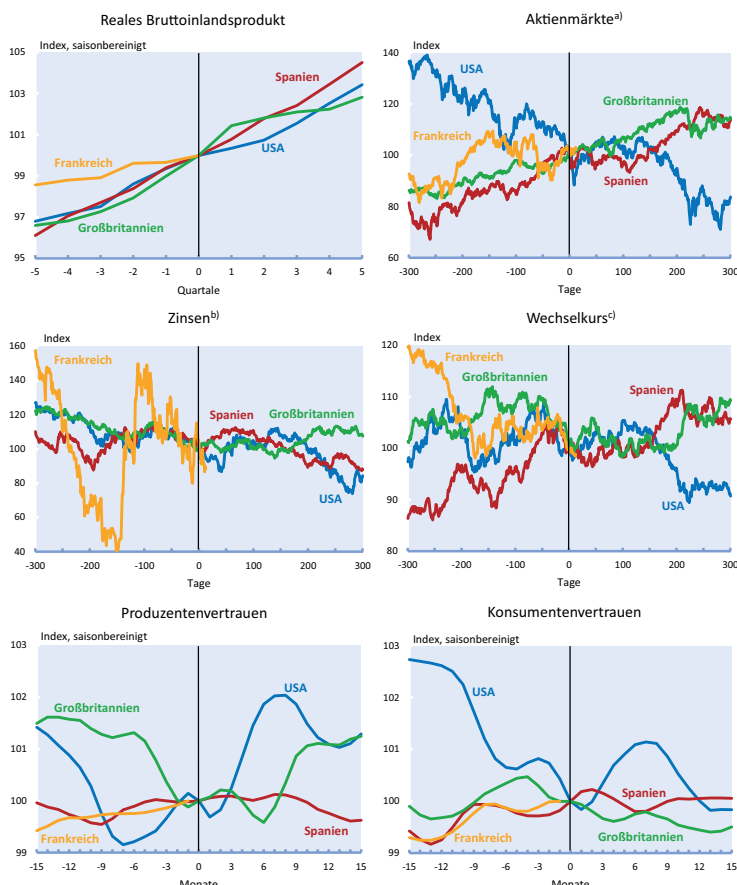 Reales Bruttoinlandsprodukt
Index, saisonbereinigt
105
103
101
99
97
95
Spanien
USA
Frankreich
Großbritannien
-5 -4 -3 -2 -1 0 1 2 3 4 5
Quartale
Aktienmärkte a)
Index
140
120
100
80
60
USA
Großbritannien
Frankreich
Spanien
-300 -200 -100 0 100 200 300
Tage
Zinsen b)
Index
160
140
120
100
80
60
40
Frankreich
Spanien
Großbritannien
USA
-300 -200 -100 0 100 200 300
Tage
Wechselkurs c)
Index
120
110
100
90
80
Frankreich
Großbritannien
Spanien
USA
-300 -200 -100 0 100 200 300
Tage
Produzentenvertrauen
Index, saisonbereinigt
103
102
101
100
99
USA
Großbritannien
Frankreich
Spanien
-15 -12 -9 -6 -3 0 3 6 9 12 15
Monate
Konsumentenvertrauen
Index, saisonbereinigt
103
102
101
100
99
USA
Spanien
Frankreich
Großbritannien
-15 -12 -9 -6 -3 0 3 6 9 12 15
Monate